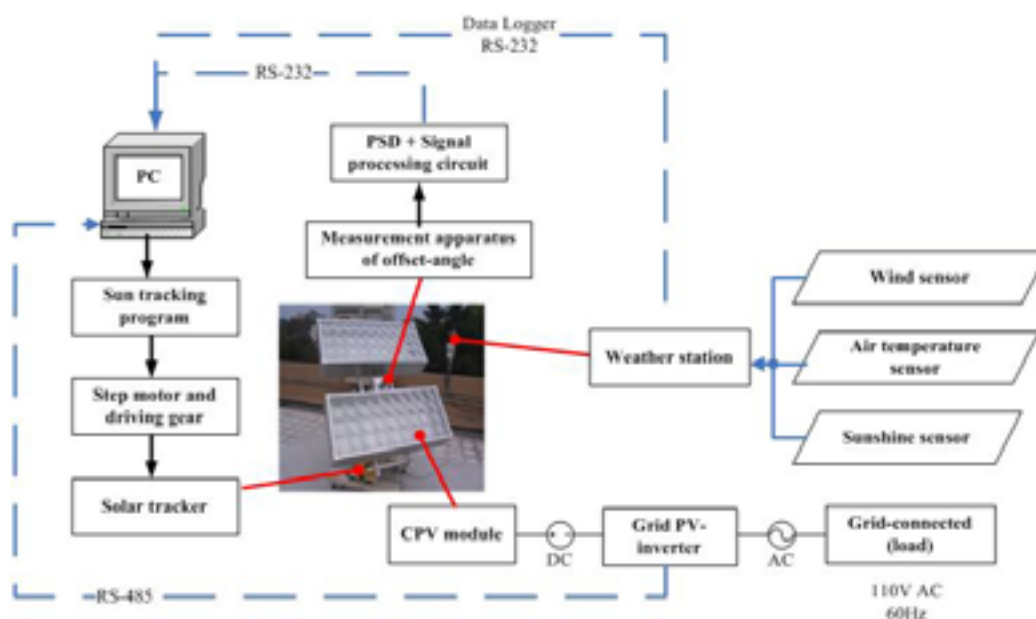 Data Logger
RS-232
RS-232
PC
PSD + Signal
processing circuit
Measurement apparatus
of offset-angle
Sun tracking
program
Wind sensor
Weather station
Air temperature
sensor
Step motor and
driving gear
Sunshine sensor
Solar tracker
CPV module
DC
Grid PV-
inverter
AC
Grid-connected
(load)
RS-485
110V AC
60Hz